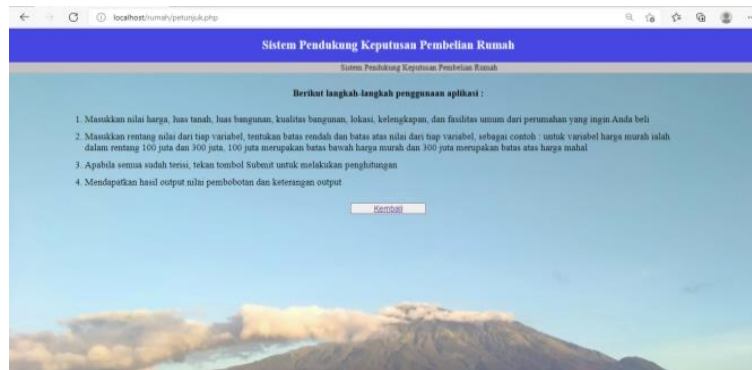 localhost/rumah/petunjuk.php
Sistem Pendukung Keputusan Pembelian Rumah
Sistem Pendukung Keputusan Pembelian Rumah
Berikut langkah-langkah penggunaan aplikasi :
1. Masukkan nilai harga, luas tanah, luas bangunan, kualitas bangunan, lokasi, kelengkapan, dan fasilitas umum dari perumahan yang ingin Anda beli
2. Masukkan rentang nilai dari tiap variabel, tentukan batas rendah dan batas atas nilai dari tiap variabel, sebagai contoh : untuk variabel harga murah ialah
dalam rentang 100 juta dan 300 juta, 100 juta merupakan batas bawah harga murah dan 300 juta merupakan batas atas harga mahal
3. Apabila semua sudah terisi, tekan tombol Submit untuk melakukan penghitungan
4. Mendapatkan hasil output nilai pembobotan dan keterangan output
Kembali